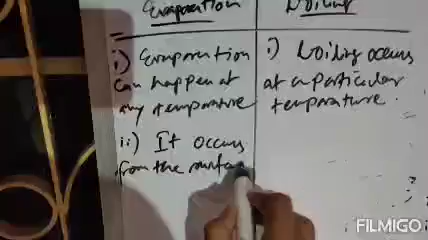 Evaporation
Boiling
i) Evaporation
can happen at
any temperature
ii) It occurs
from the surfa
i) Boiling occurs
at a particular
temperature.
FILMIGO